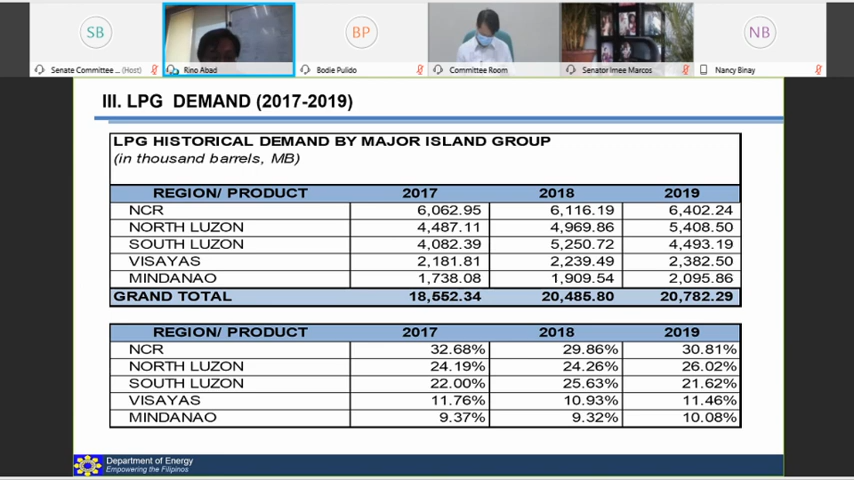 SB
BP
NB
Senate Committee ... (Host)
Rino Abad
Bodie Pulido
Committee Room
Senator Imee Marcos
Nancy Binay
III. LPG DEMAND (2017-2019)
LPG HISTORICAL DEMAND BY MAJOR ISLAND GROUP
(in thousand barrels, MB)
REGION/ PRODUCT 2017 2018 2019
NCR 6,062.95 6,116.19 6,402.24
NORTH LUZON 4,487.11 4,969.86 5,408.50
SOUTH LUZON 4,082.39 5,250.72 4,493.19
VISAYAS 2,181.81 2,239.49 2,382.50
MINDANAO 1,738.08 1,909.54 2,095.86
GRAND TOTAL 18,552.34 20,485.80 20,782.29
REGION/ PRODUCT 2017 2018 2019
NCR 32.68% 29.86% 30.81%
NORTH LUZON 24.19% 24.26% 26.02%
SOUTH LUZON 22.00% 25.63% 21.62%
VISAYAS 11.76% 10.93% 11.46%
MINDANAO 9.37% 9.32% 10.08%
Department of Energy
Empowering the Filipinos